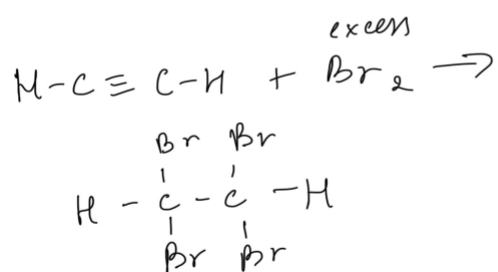 excess
H-C≡C-H + Br₂ →
Br Br
H - C - C - H
Br Br